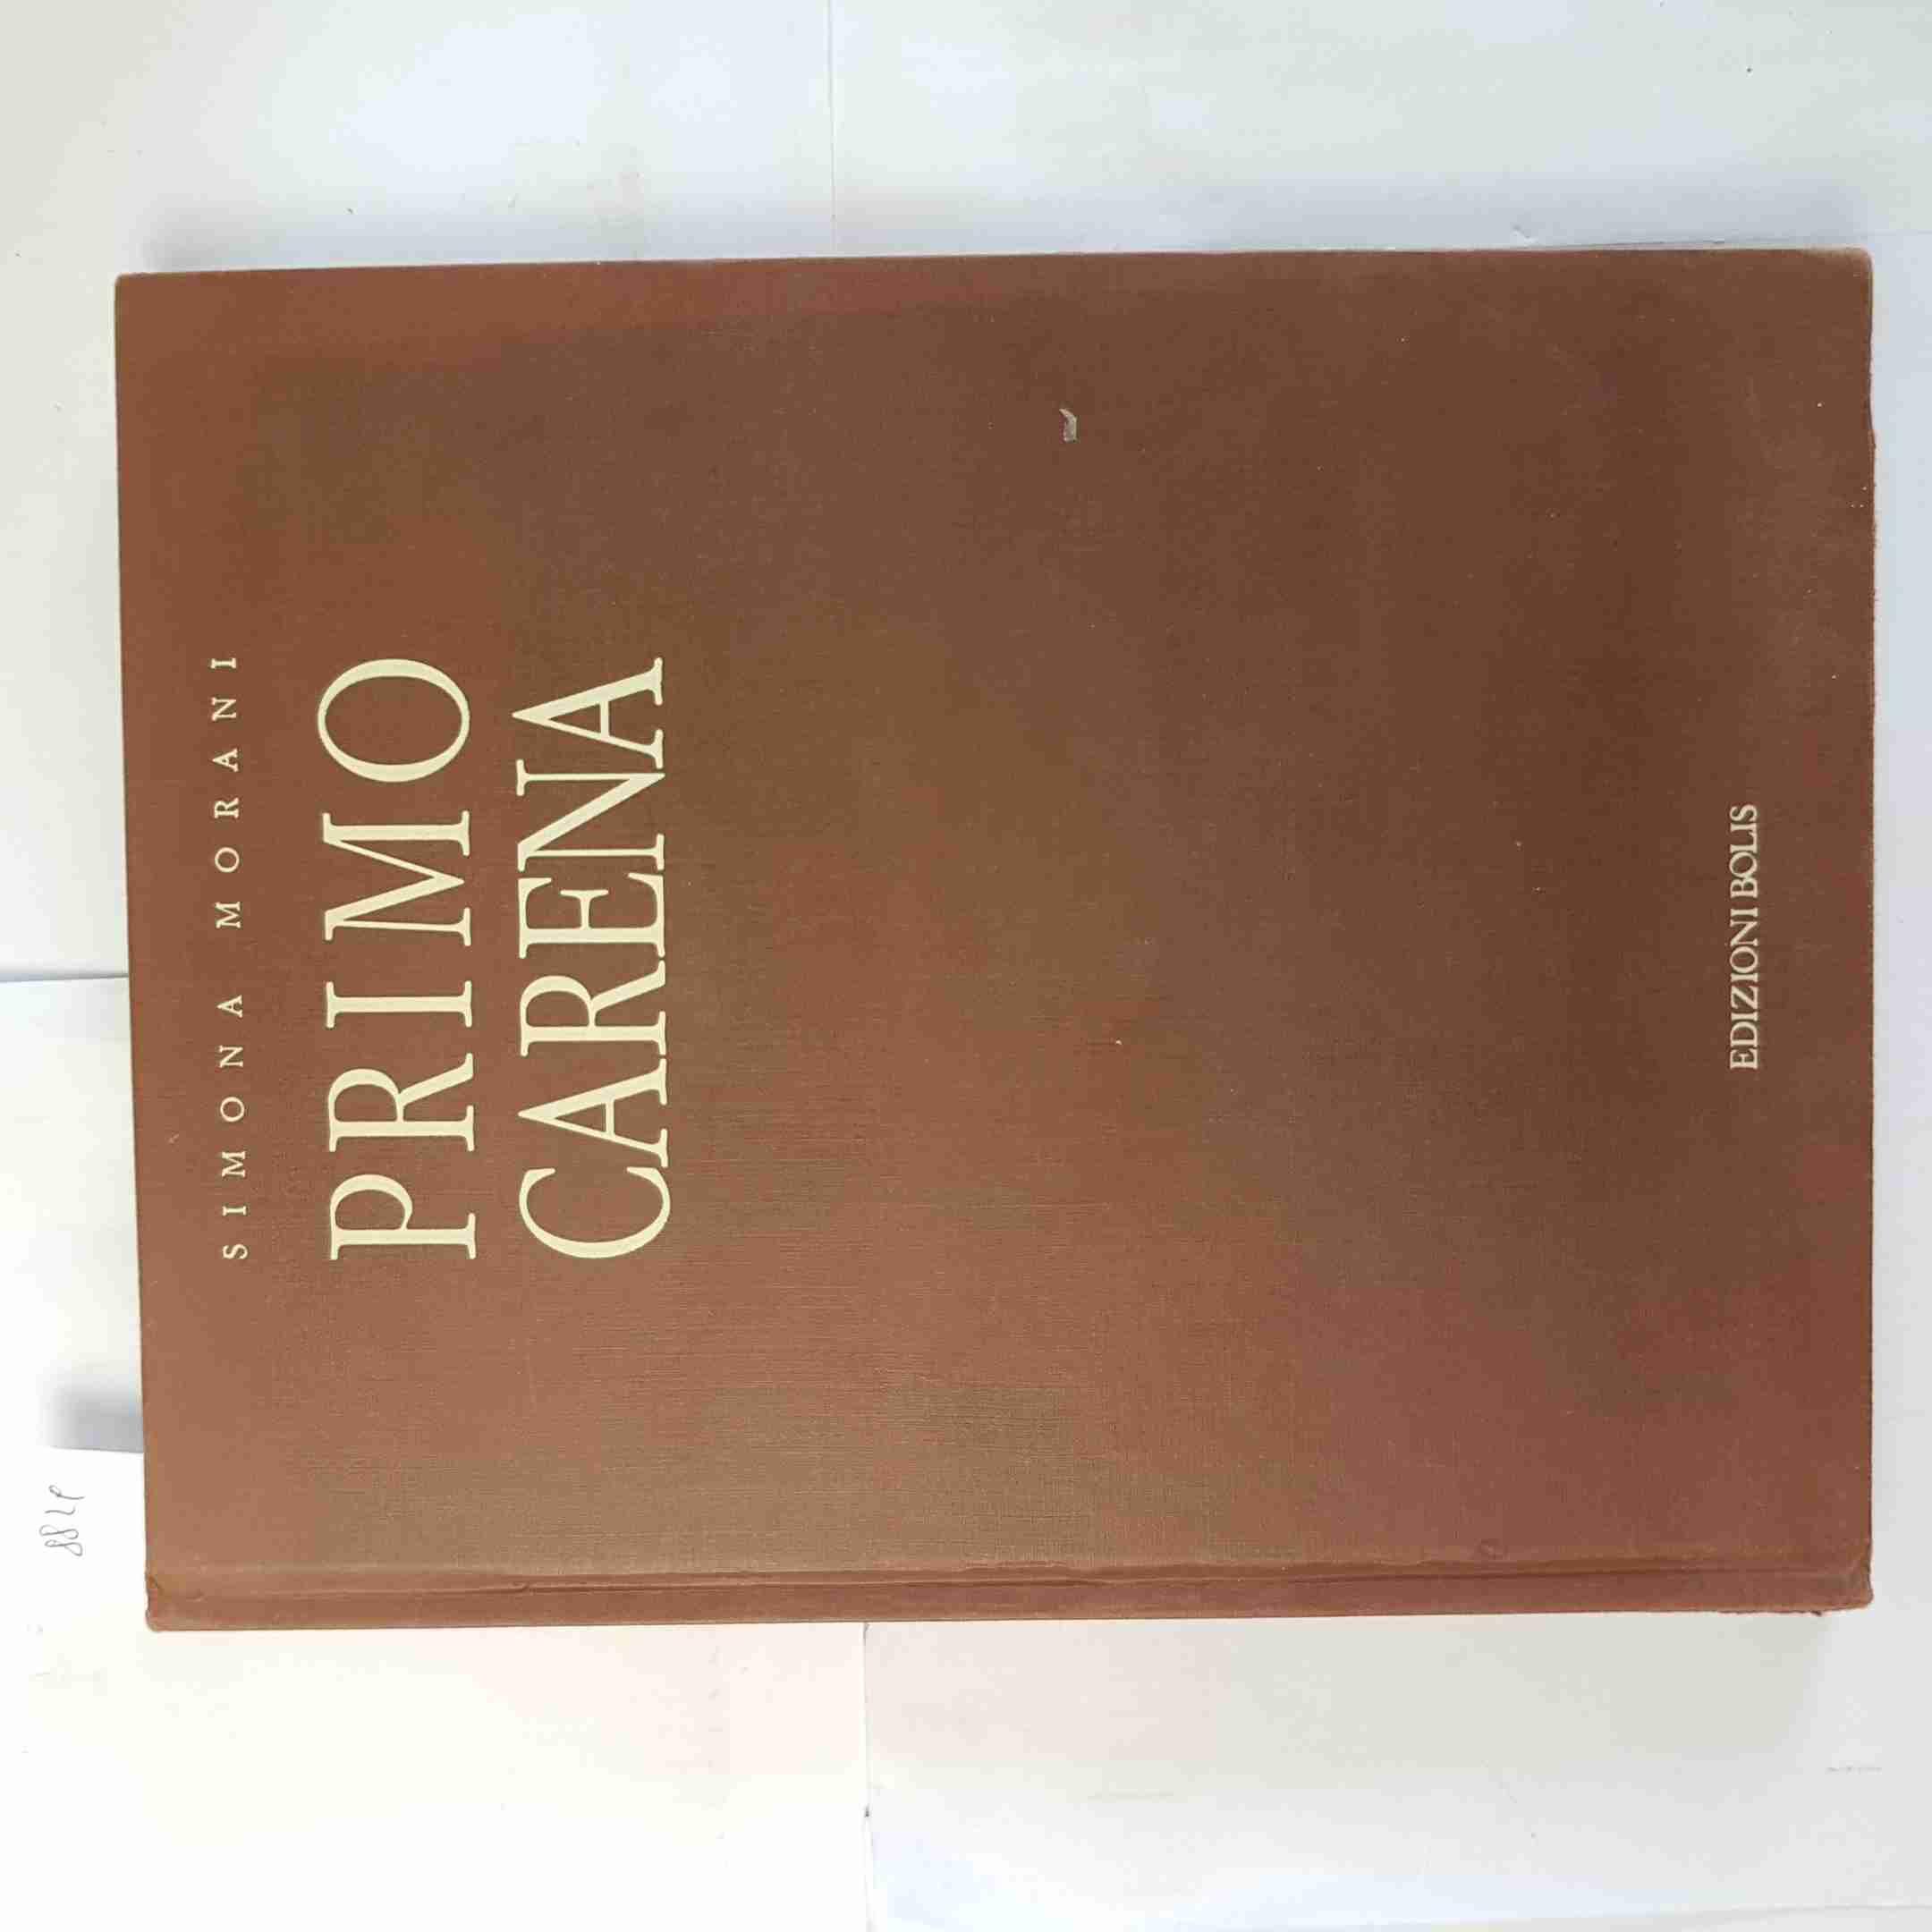 SIMONA MORANI
PRIMO
CARENA
EDIZIONI BOLIS